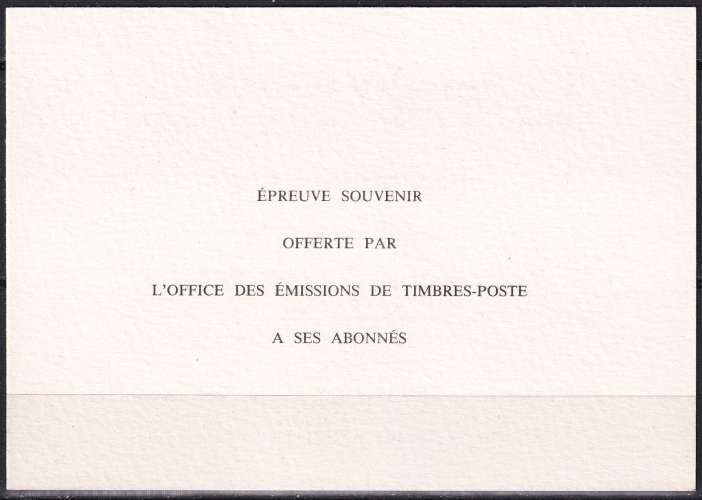 ÉPREUVE SOUVENIR
OFFERTE PAR
L'OFFICE DES ÉMISSIONS DE TIMBRES-POSTE
A SES ABONNÉS